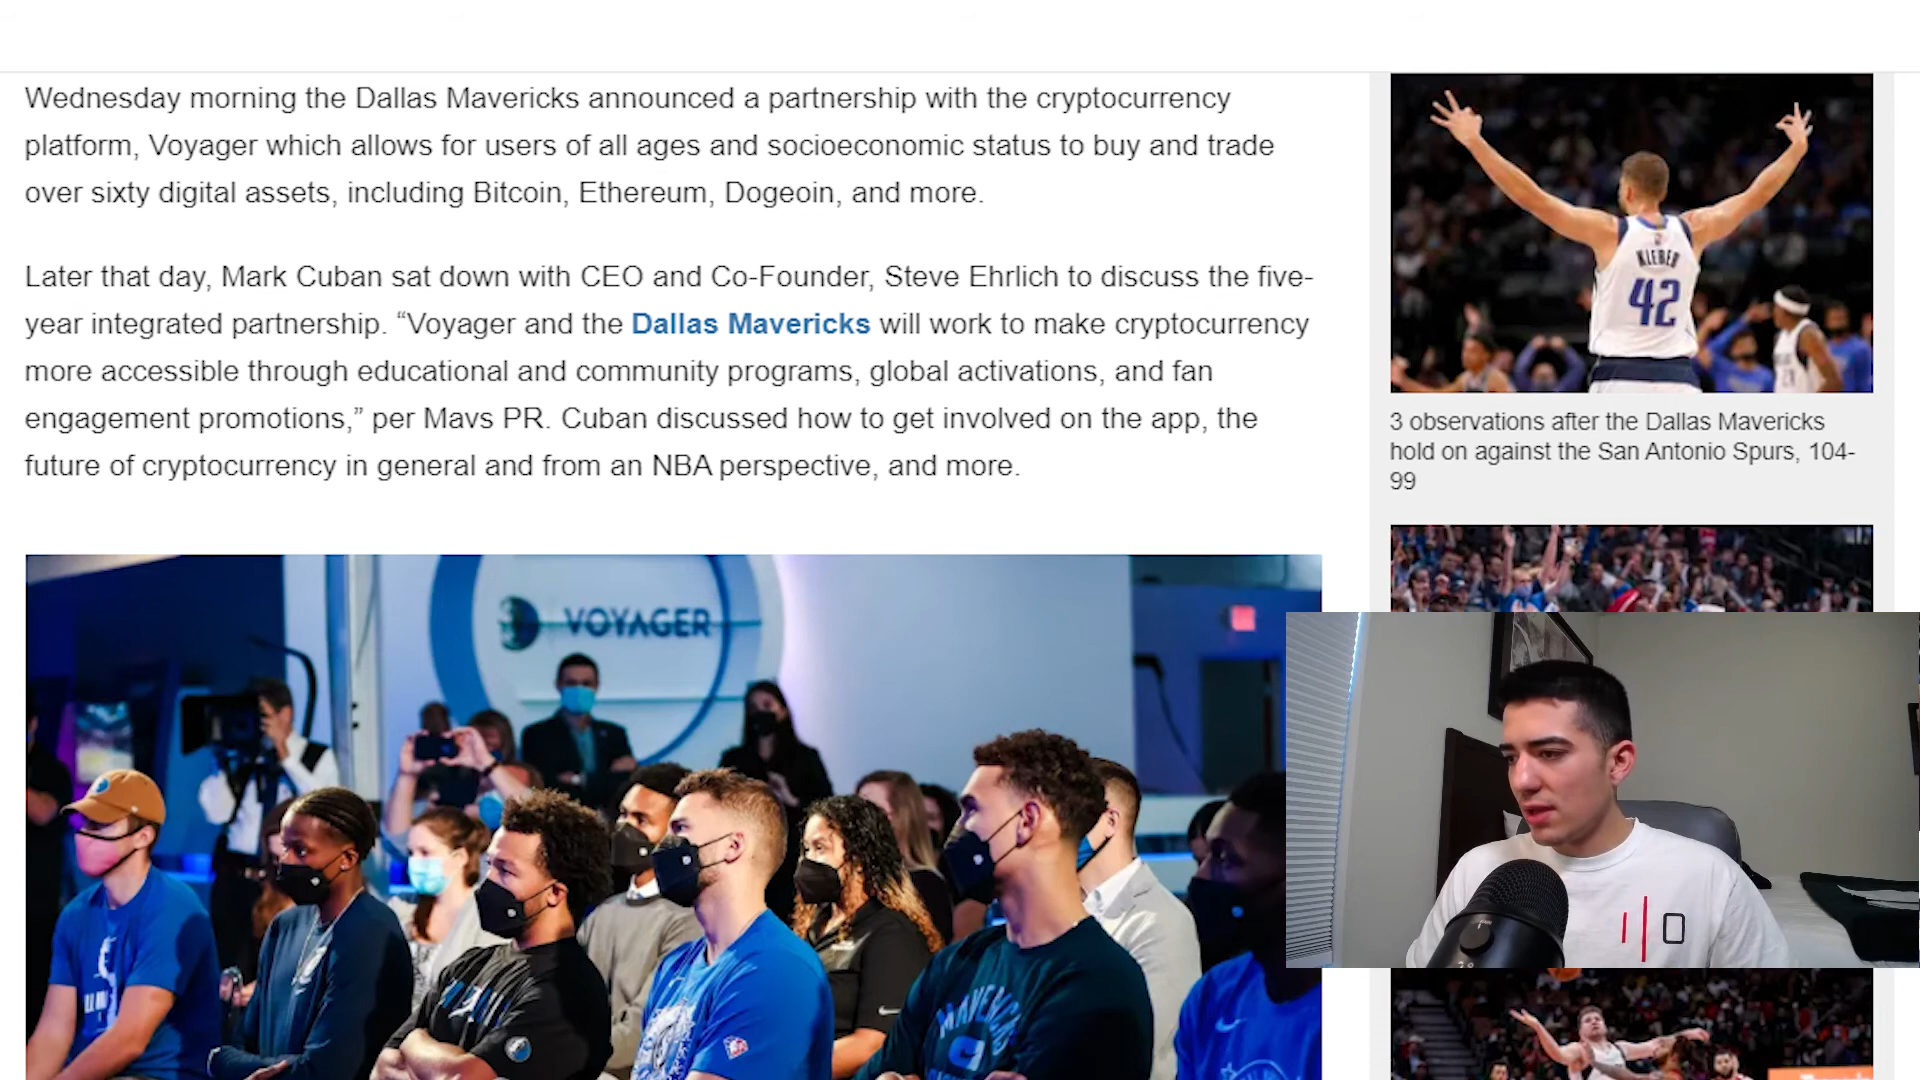 Wednesday morning the Dallas Mavericks announced a partnership with the cryptocurrency
platform, Voyager which allows for users of all ages and socioeconomic status to buy and trade
over sixty digital assets, including Bitcoin, Ethereum, Dogeoin, and more.
Later that day, Mark Cuban sat down with CEO and Co-Founder, Steve Ehrlich to discuss the five-
year integrated partnership. “Voyager and the Dallas Mavericks will work to make cryptocurrency
more accessible through educational and community programs, global activations, and fan
engagement promotions,” per Mavs PR. Cuban discussed how to get involved on the app, the
future of cryptocurrency in general and from an NBA perspective, and more.
KLEBER
42
3 observations after the Dallas Mavericks
hold on against the San Antonio Spurs, 104-
99
VOYAGER
MAVERICKS